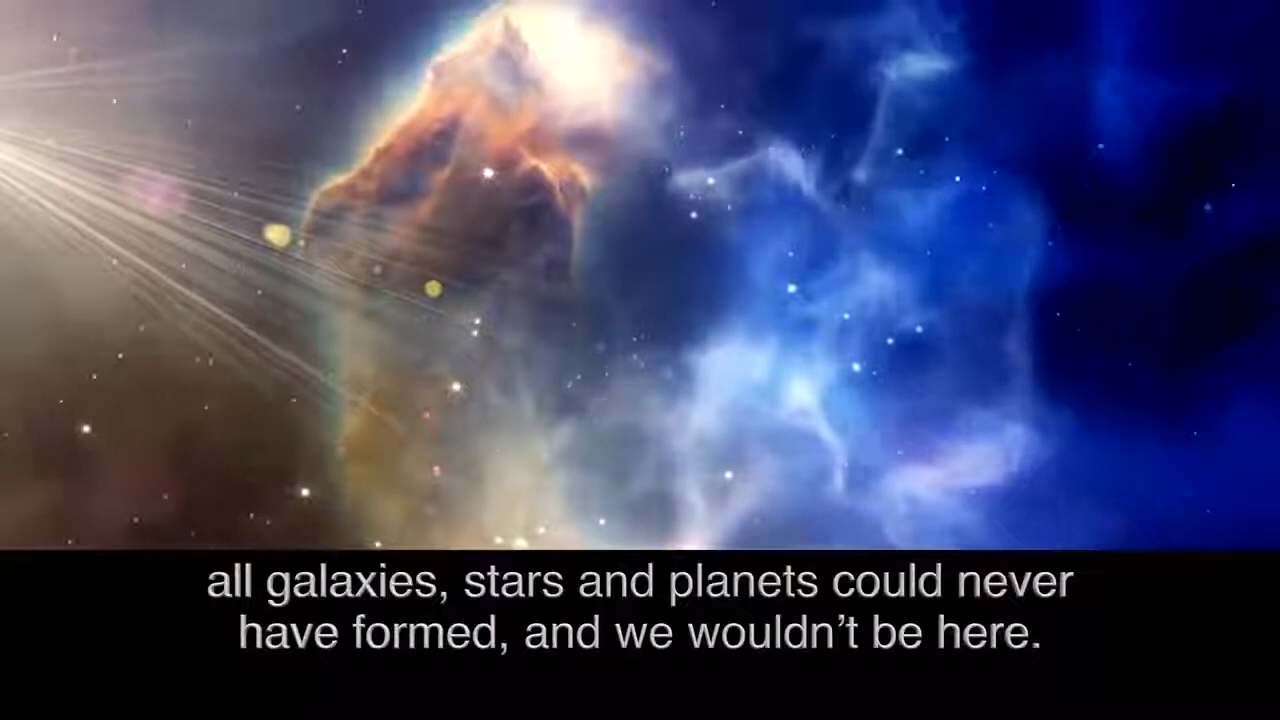 all galaxies, stars and planets could never
have formed, and we wouldn’t be here.